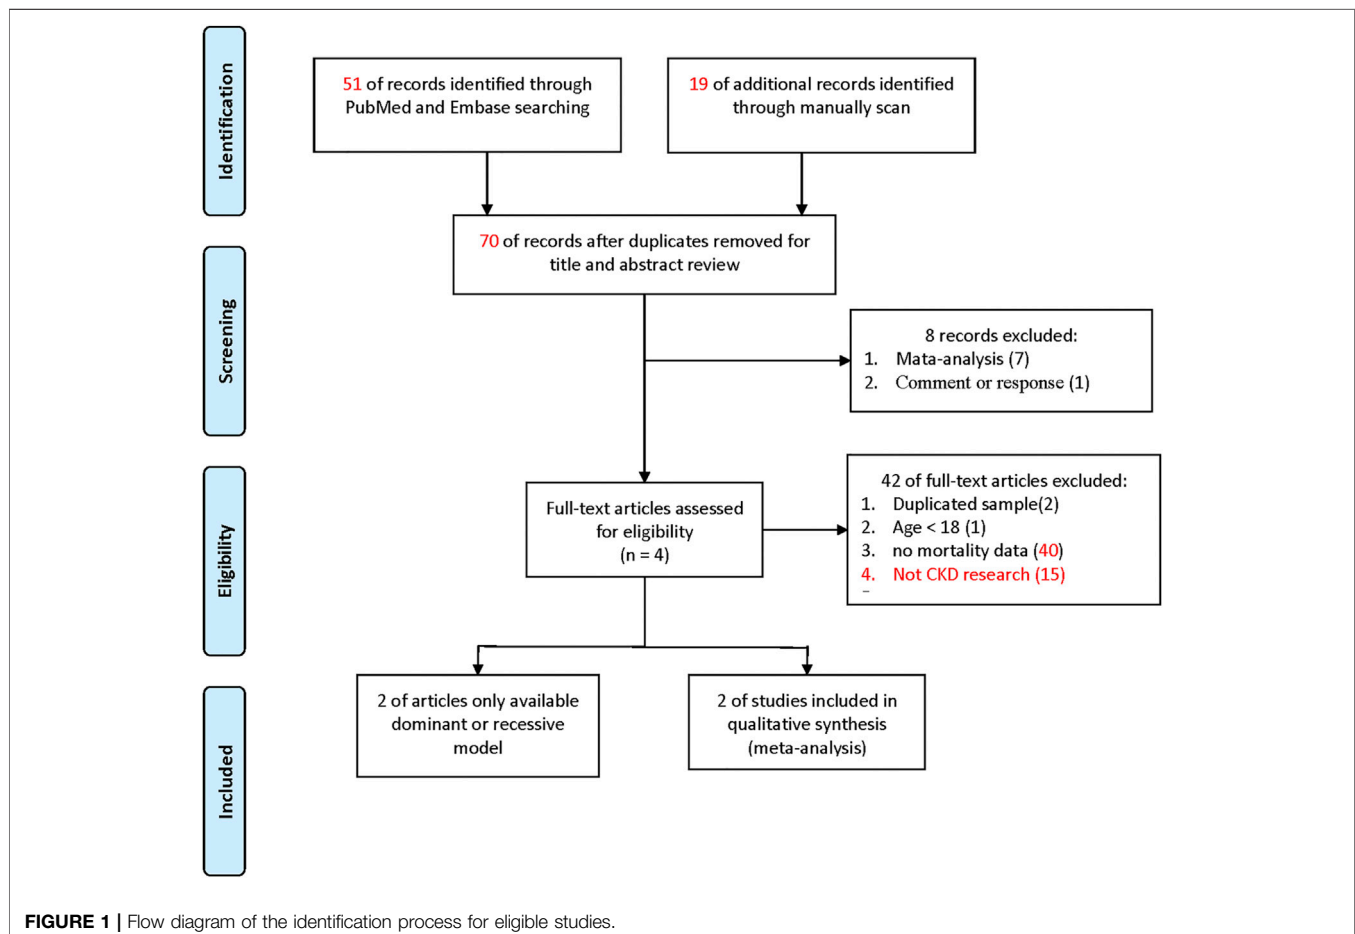 Identification
51 of records identified through
PubMed and Embase searching
19 of additional records identified
through manually scan
70 of records after duplicates removed for
title and abstract review
Screening
8 records excluded:
1. Mata-analysis (7)
2. Comment or response (1)
Eligibility
Full-text articles assessed
for eligibility
(n = 4)
42 of full-text articles excluded:
1. Duplicated sample(2)
2. Age < 18 (1)
3. no mortality data (40)
4. Not CKD research (15)
Included
2 of articles only available
dominant or recessive
model
2 of studies included in
qualitative synthesis
(meta-analysis)
FIGURE 1 | Flow diagram of the identification process for eligible studies.